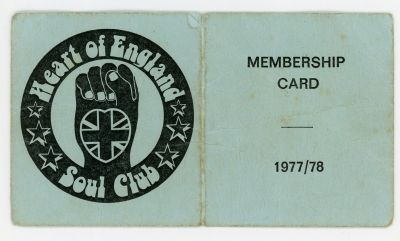 Heart of England
Soul Club
MEMBERSHIP
CARD
1977/78